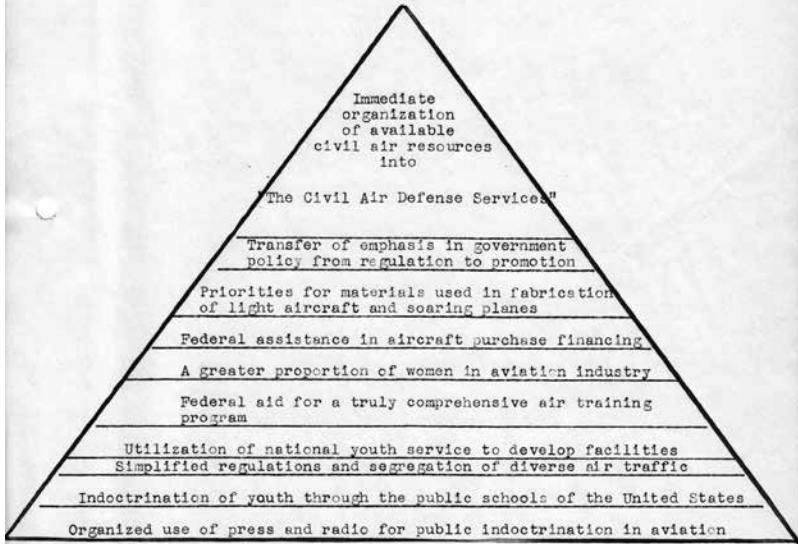 Immediate
organization
of available
civil air resources
into
"The Civil Air Defense Services"
Transfer of emphasis in government
policy from regulation to promotion
Priorities for materials used in fabrication
of light aircraft and soaring planes
Federal assistance in aircraft purchase financing
A greater proportion of women in aviation industry
Federal aid for a truly comprehensive air training
program
Utilization of national youth service to develop facilities
Simplified regulations and segregation of diverse air traffic
Indoctrination of youth through the public schools of the United States
Organized use of press and radio for public indoctrination in aviation